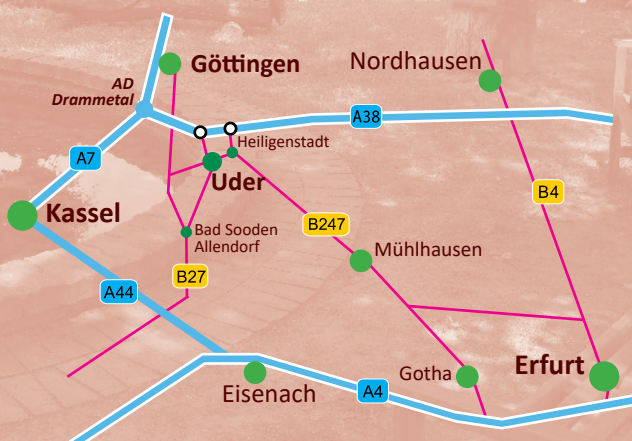 Göttingen
Nordhausen
AD
Drammetal
A38
Heiligenstadt
A7
Uder
B4
Kassel
B247
Bad Sooden
Allendorf
Mühlhausen
B27
A44
Erfurt
Gotha
Eisenach
A4